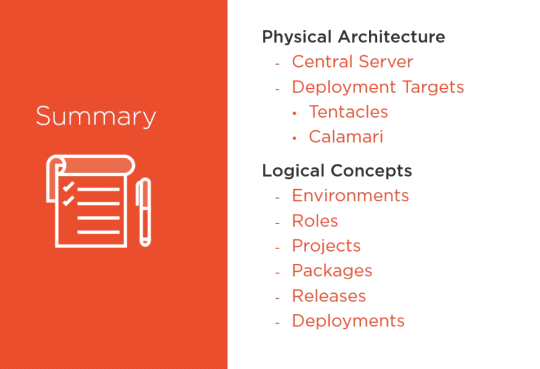 Summary
Physical Architecture
- Central Server
- Deployment Targets
• Tentacles
• Calamari
Logical Concepts
- Environments
- Roles
- Projects
- Packages
- Releases
- Deployments